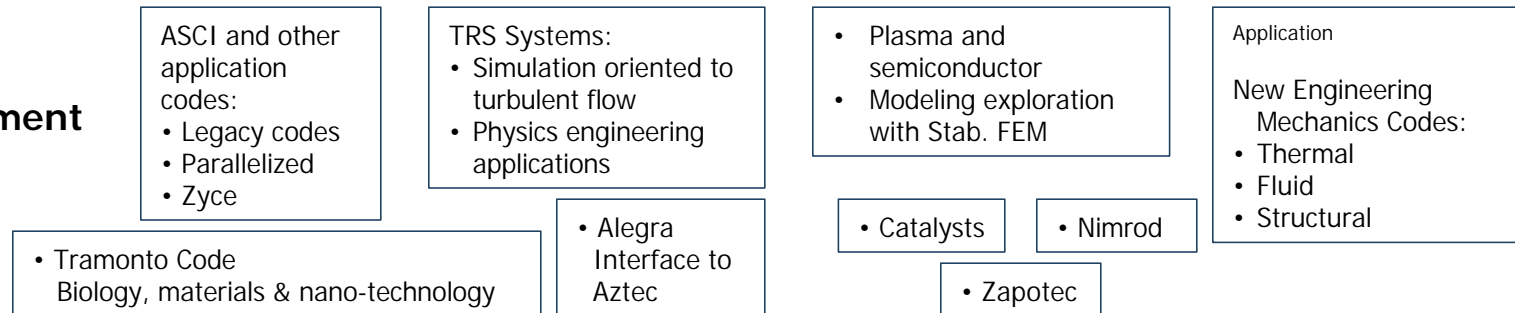 ment
ASCI and other
application
codes:
• Legacy codes
• Parallelized
• Zyce
TRS Systems:
• Simulation oriented to
turbulent flow
• Physics engineering
applications
• Plasma and
semiconductor
• Modeling exploration
with Stab. FEM
Application
New Engineering
Mechanics Codes:
• Thermal
• Fluid
• Structural
• Tramonto Code
Biology, materials & nano-technology
• Alegra
Interface to
Aztec
• Catalysts
• Nimrod
• Zapotec